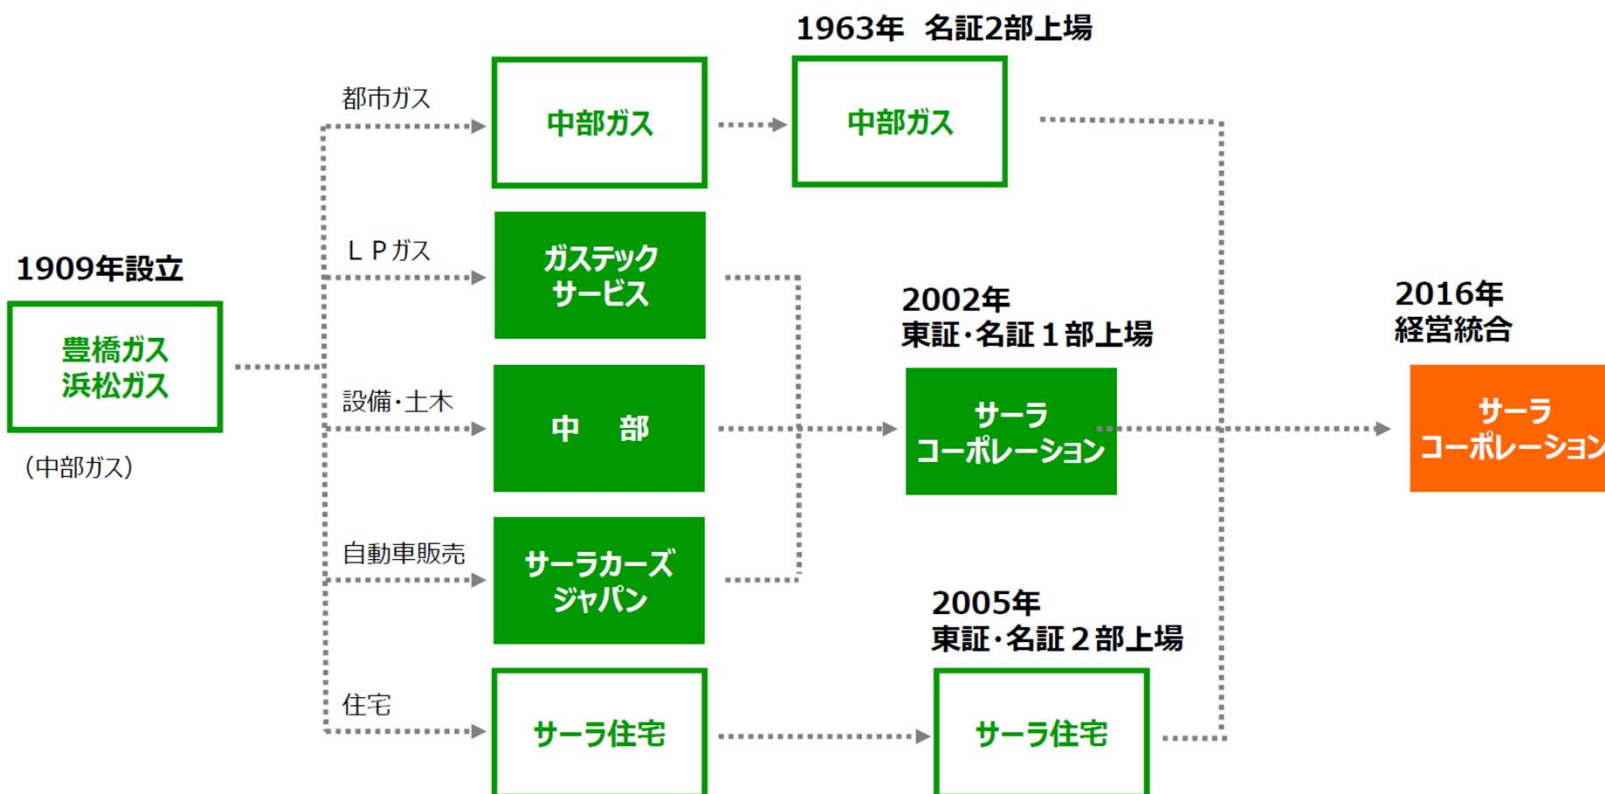 1963年 名証2部上場
都市ガス
中部ガス
中部ガス
LPガス
ガステック
サービス
1909年設立
豊橋ガス
浜松ガス
(中部ガス)
設備・土木
中 部
2002年
東証・名証1部上場
サーラ
コーポレーション
2016年
経営統合
サーラ
コーポレーション
自動車販売
サーラカーズ
ジャパン
2005年
東証・名証2部上場
住宅
サーラ住宅
サーラ住宅